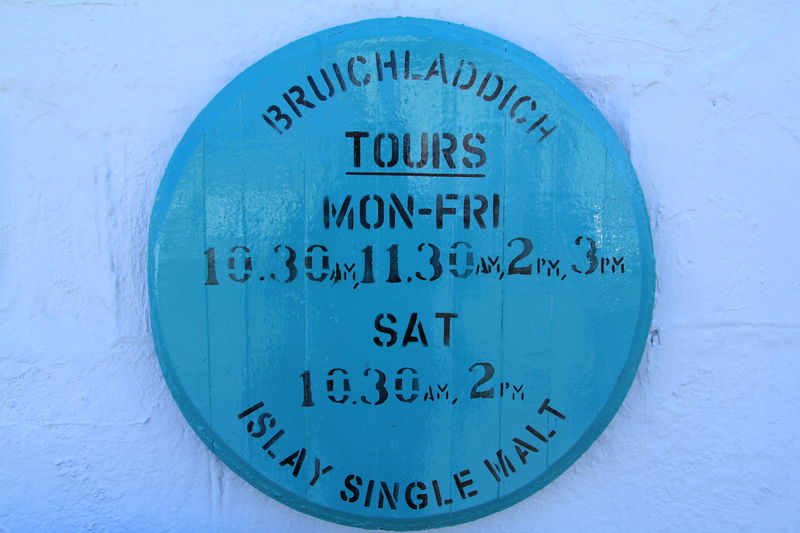 BRUICHLADDICH
TOURS
MON-FRI
10.30AM, 11.30AM, 2PM, 3PM
SAT
10.30AM, 2PM
ISLAY SINGLE MALT